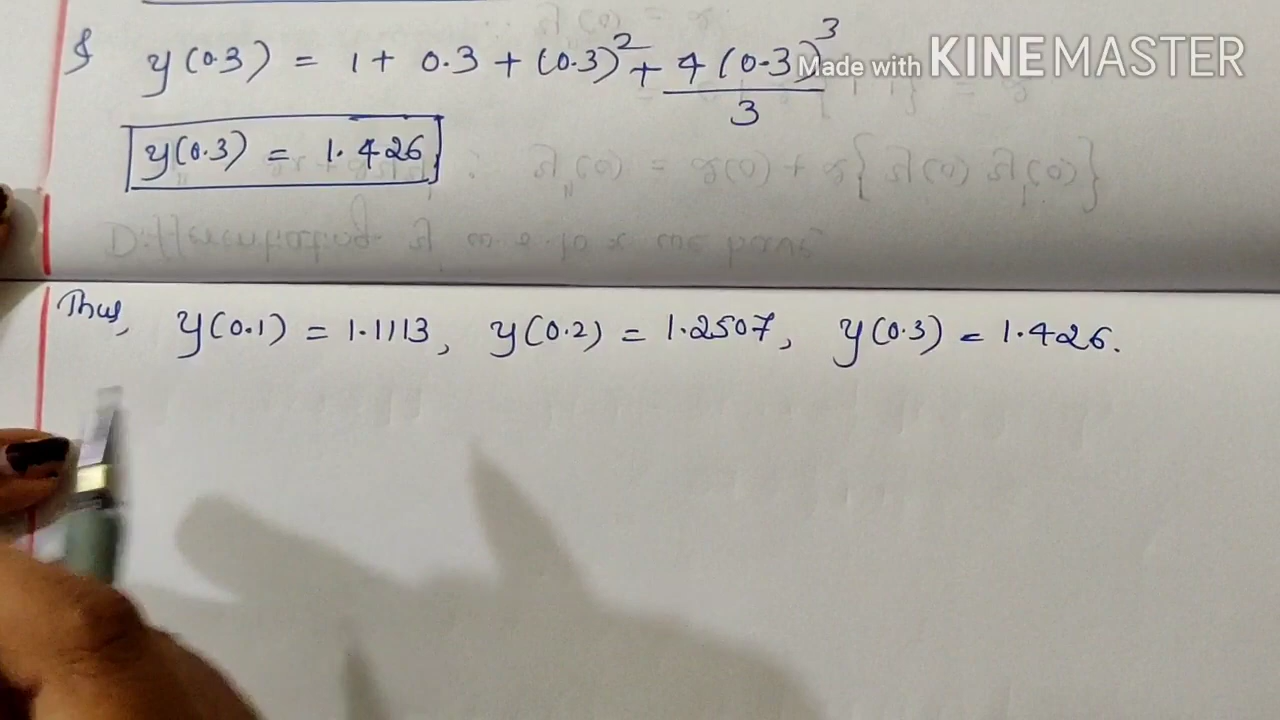 & y(0.3) = 1 + 0.3 + (0.3)² + 4(0.3)³/3
Made with KINEMASTER
y(0.3) = 1.426
Thus, y(0.1) = 1.1113, y(0.2) = 1.2507, y(0.3) = 1.426.